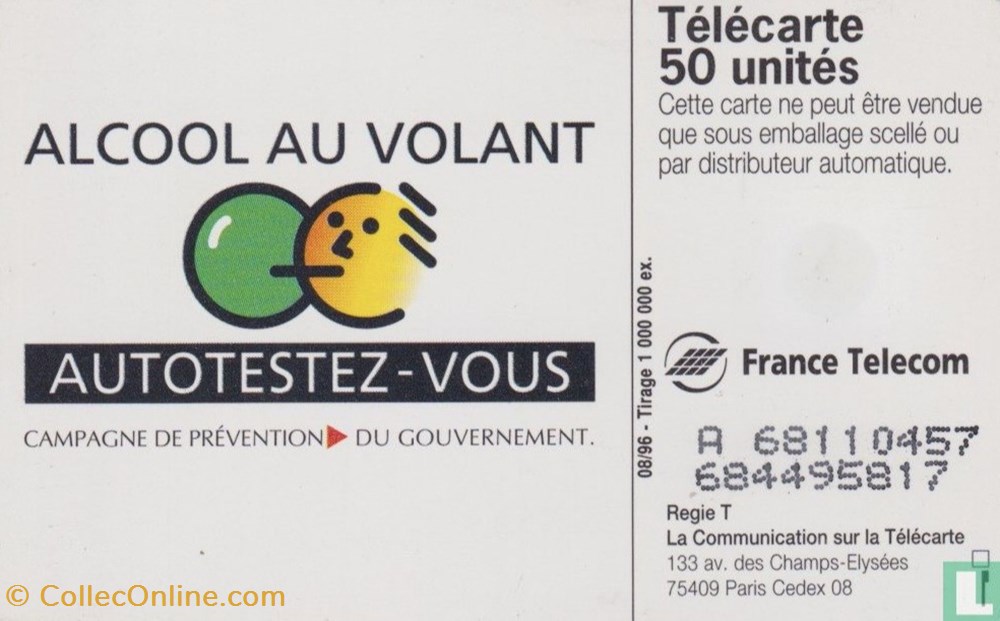 ALCOOL AU VOLANT
AUTOTESTEZ-VOUS
CAMPAGNE DE PRÉVENTION DU GOUVERNEMENT.
Télécarte
50 unités
Cette carte ne peut être vendue
que sous emballage scellé ou
par distributeur automatique.
08/96 - Tirage 1 000 000 ex.
France Telecom
A 68110457
684495817
Regie T
La Communication sur la Télécarte
133 av. des Champs-Elysées
75409 Paris Cedex 08
© CollecOnline.com
L